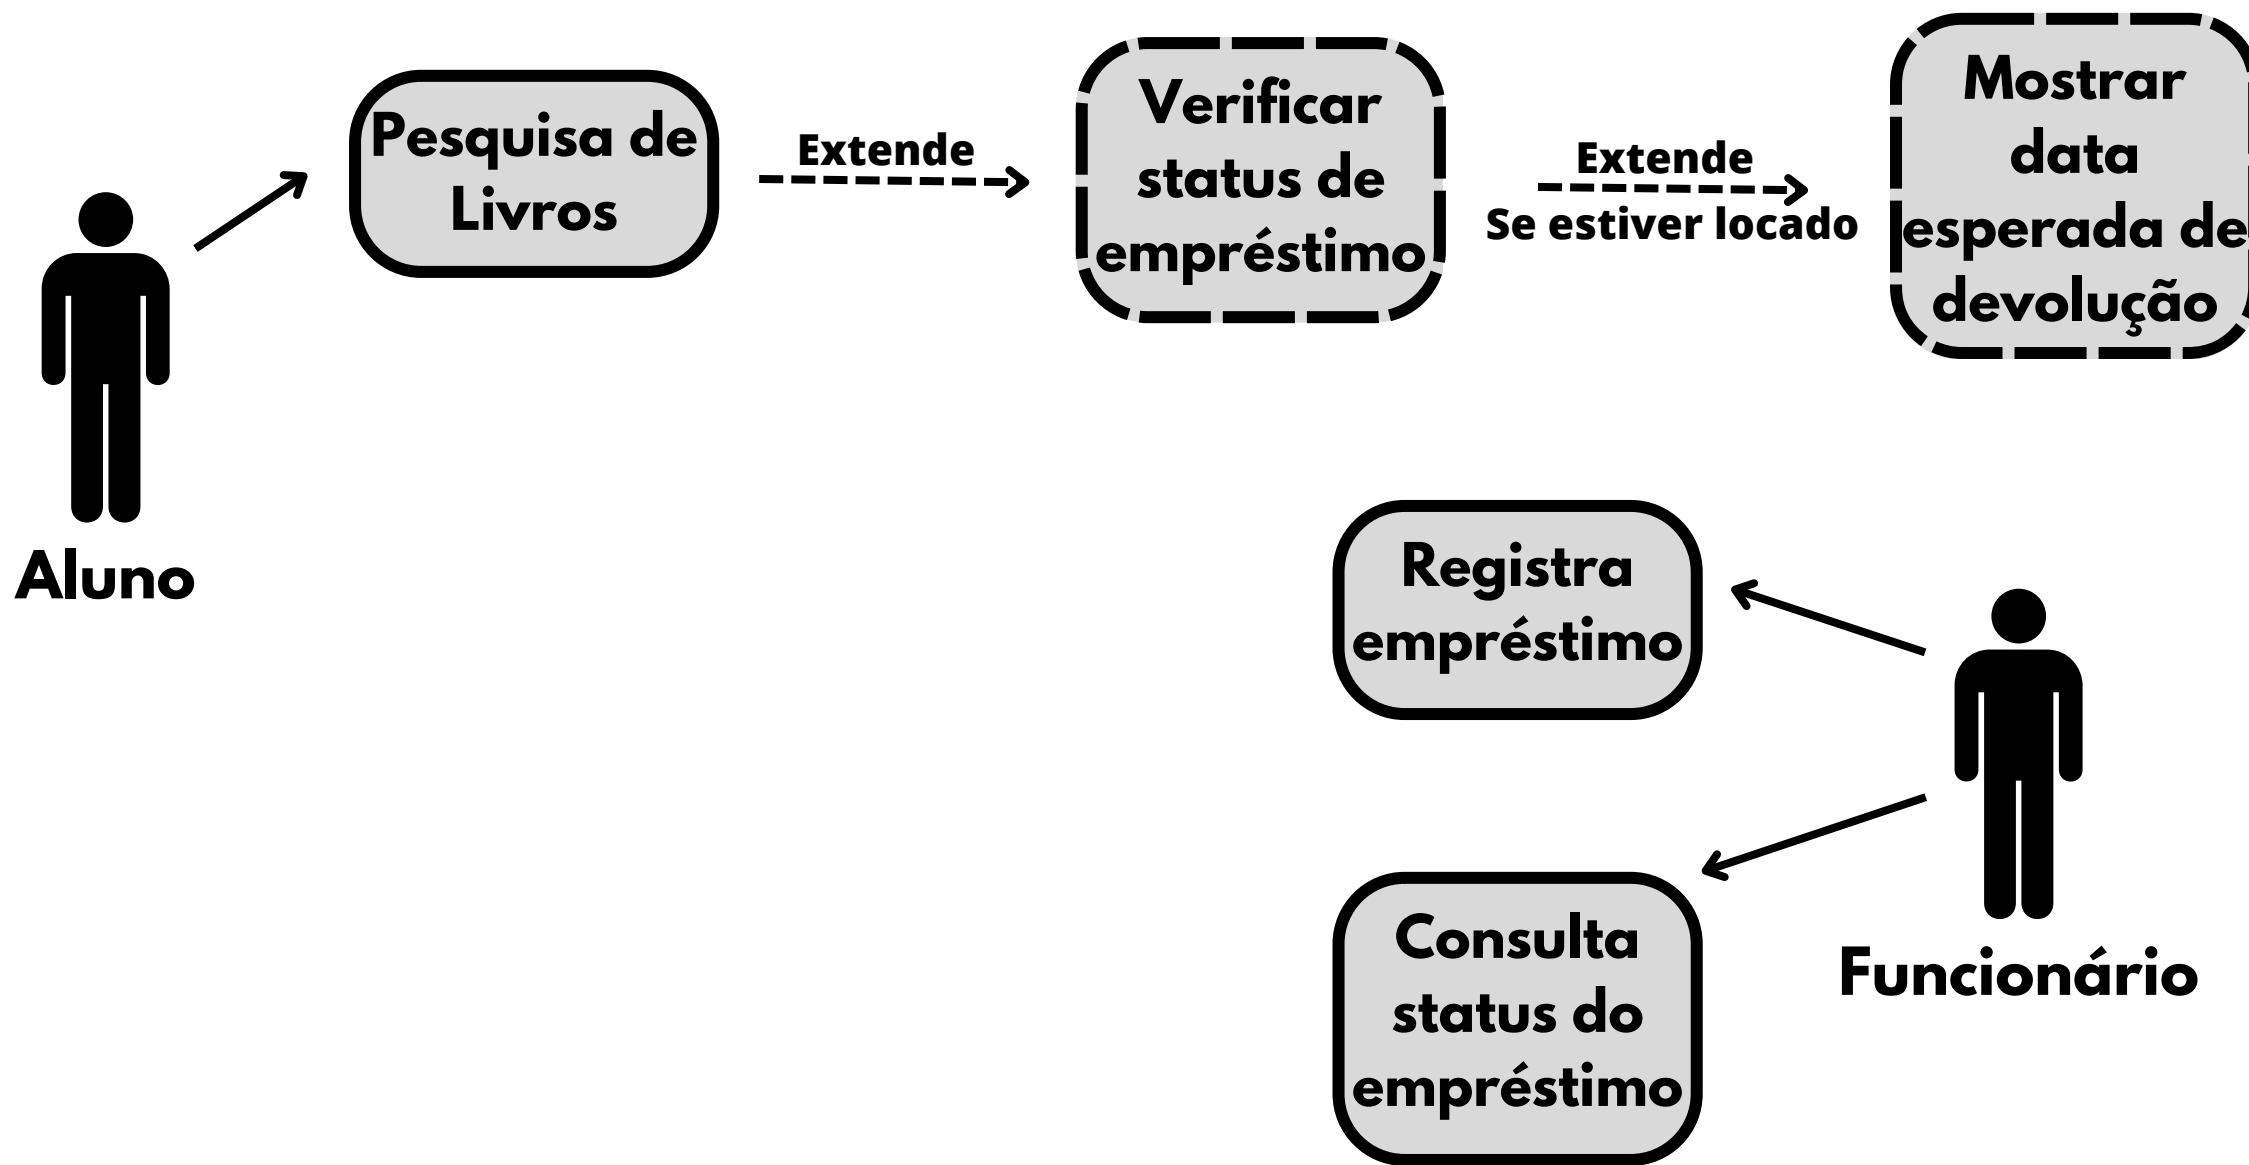 Pesquisa de
Livros
Extende
Verificar
status de
empréstimo
Extende
Se estiver locado
Mostrar
data
esperada de
devolução
Aluno
Registra
empréstimo
Funcionário
Consulta
status do
empréstimo